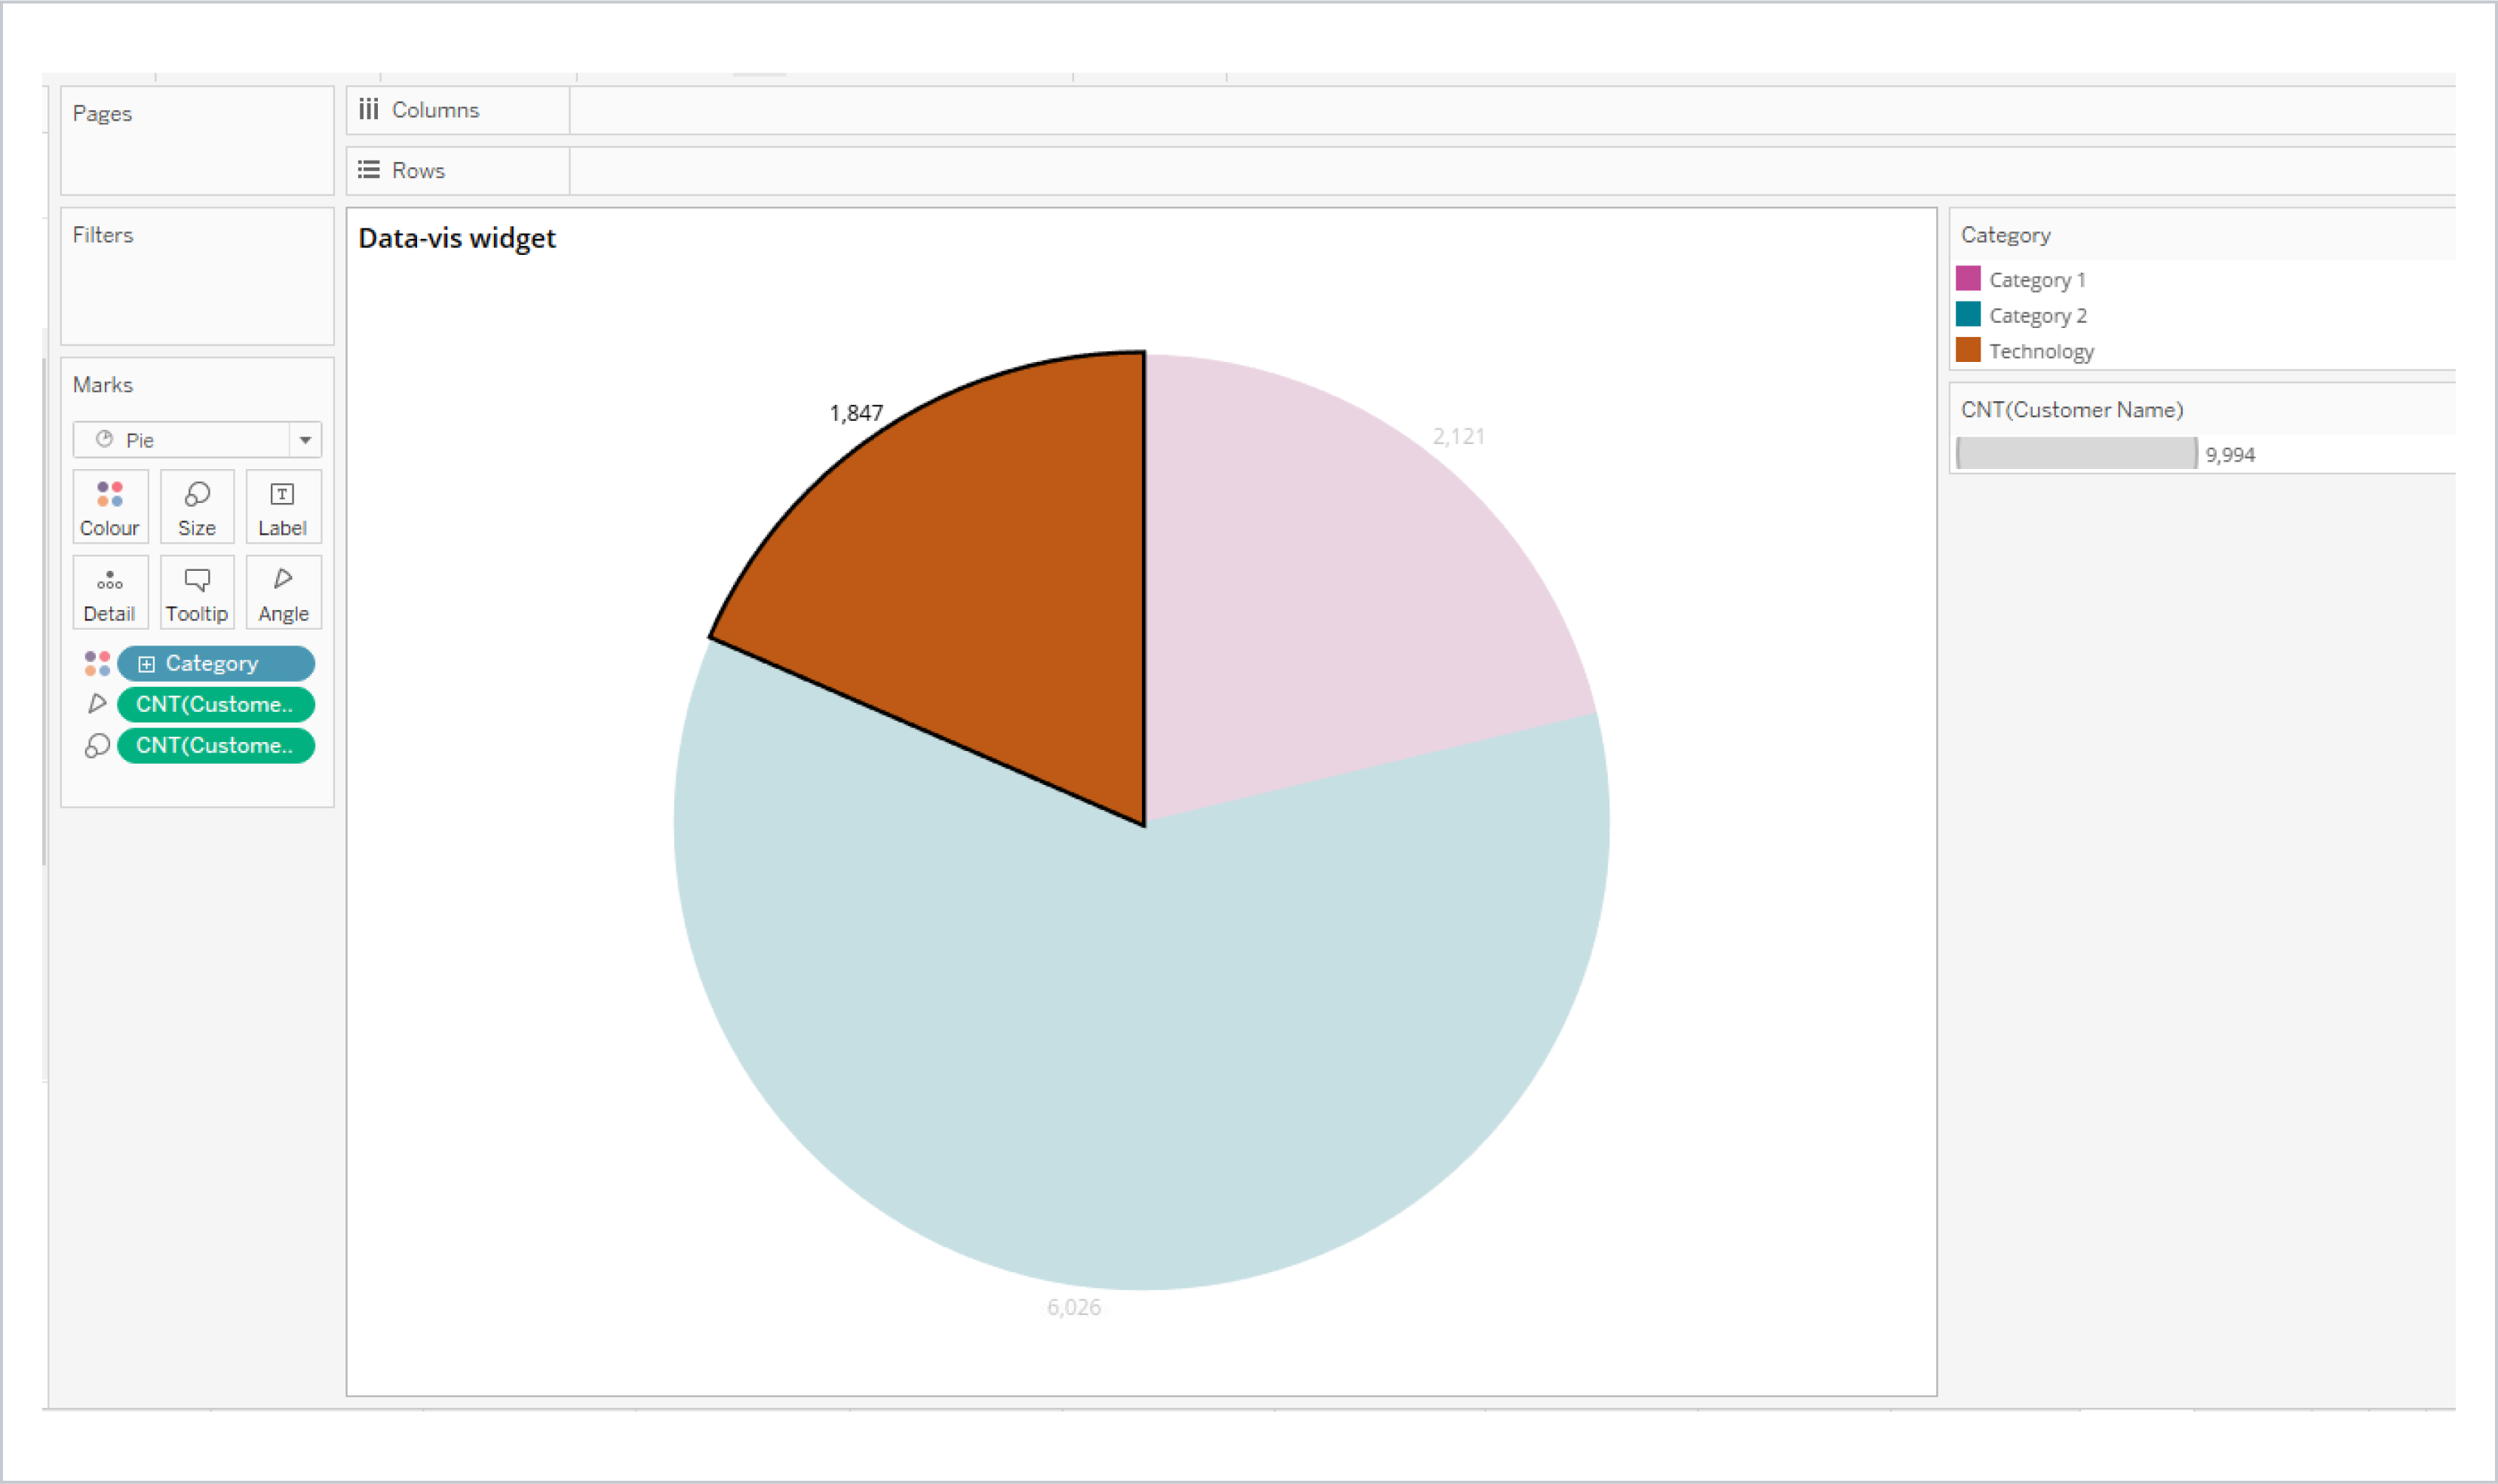 Pages
Columns
Rows
Filters
Marks
Pie
Colour
Size
Label
Detail
Tooltip
Angle
Category
CNT(Custome..
CNT(Custome..
Data-vis widget
1,847
2,121
6,026
Category
Category 1
Category 2
Technology
CNT(Customer Name)
9,994